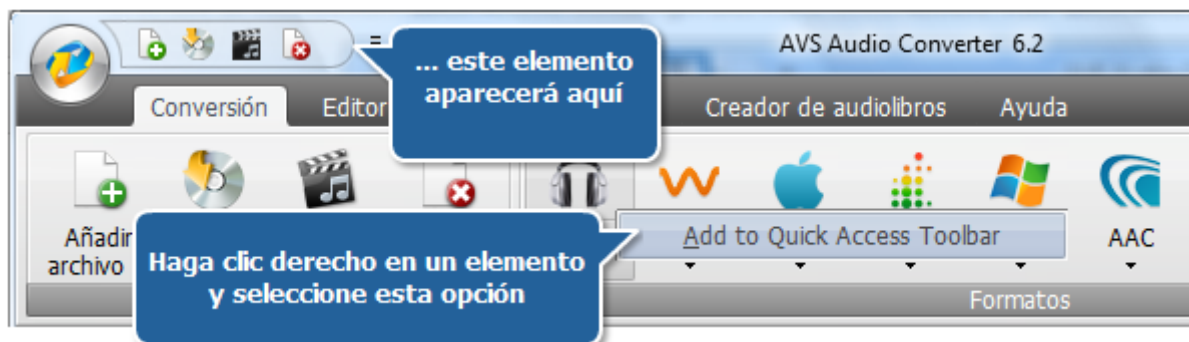 AVS Audio Converter 6.2
... este elemento
aparecerá aquí
Conversión Editor Creador de audiolibros Ayuda
Añadir
archivo
Add to Quick Access Toolbar
AAC
Haga clic derecho en un elemento
y seleccione esta opción
Formatos